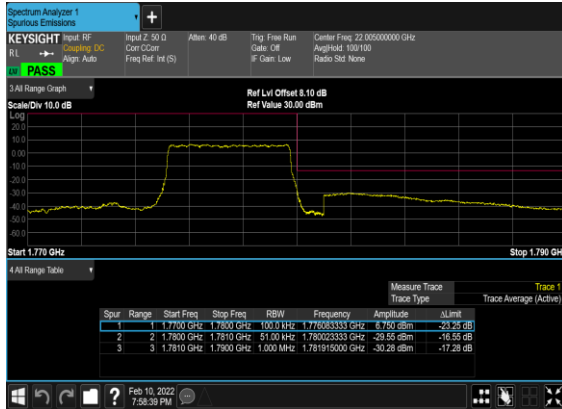 Spectrum Analyzer 1
Spurious Emissions
+
KEYSIGHT Input: RF Input Z: 50 Ω Atten: 40 dB Trig: Free Run Center Freq: 22.005000000 GHz
RL Coupling: DC Corr CCorr Gate: Off Avg|Hold: 100/100
Align: Auto Freq Ref: Int (S) IF Gain: Low Radio Std: None
PASS
3 All Range Graph Ref Lvl Offset 8.10 dB
Scale/Div 10.0 dB Ref Value 30.00 dBm
Log
20.0
10.0
0.00
-10.0
-20.0
-30.0
-40.0
-50.0
-60.0
Start 1.770 GHz Stop 1.790 GH
4 All Range Table
Measure Trace Trace 1
Trace Type Trace Average (Active)
Spur Range Start Freq Stop Freq RBW Frequency Amplitude ΔLimit
1 1 1.7700 GHz 1.7800 GHz 100.0 kHz 1.776083333 GHz 6.750 dBm -23.25 dB
2 2 1.7800 GHz 1.7810 GHz 51.00 kHz 1.780023333 GHz -29.55 dBm -16.55 dB
3 3 1.7810 GHz 1.7900 GHz 1.000 MHz 1.781915000 GHz -30.28 dBm -17.28 dB
? Feb 10, 2022
7:58:39 PM